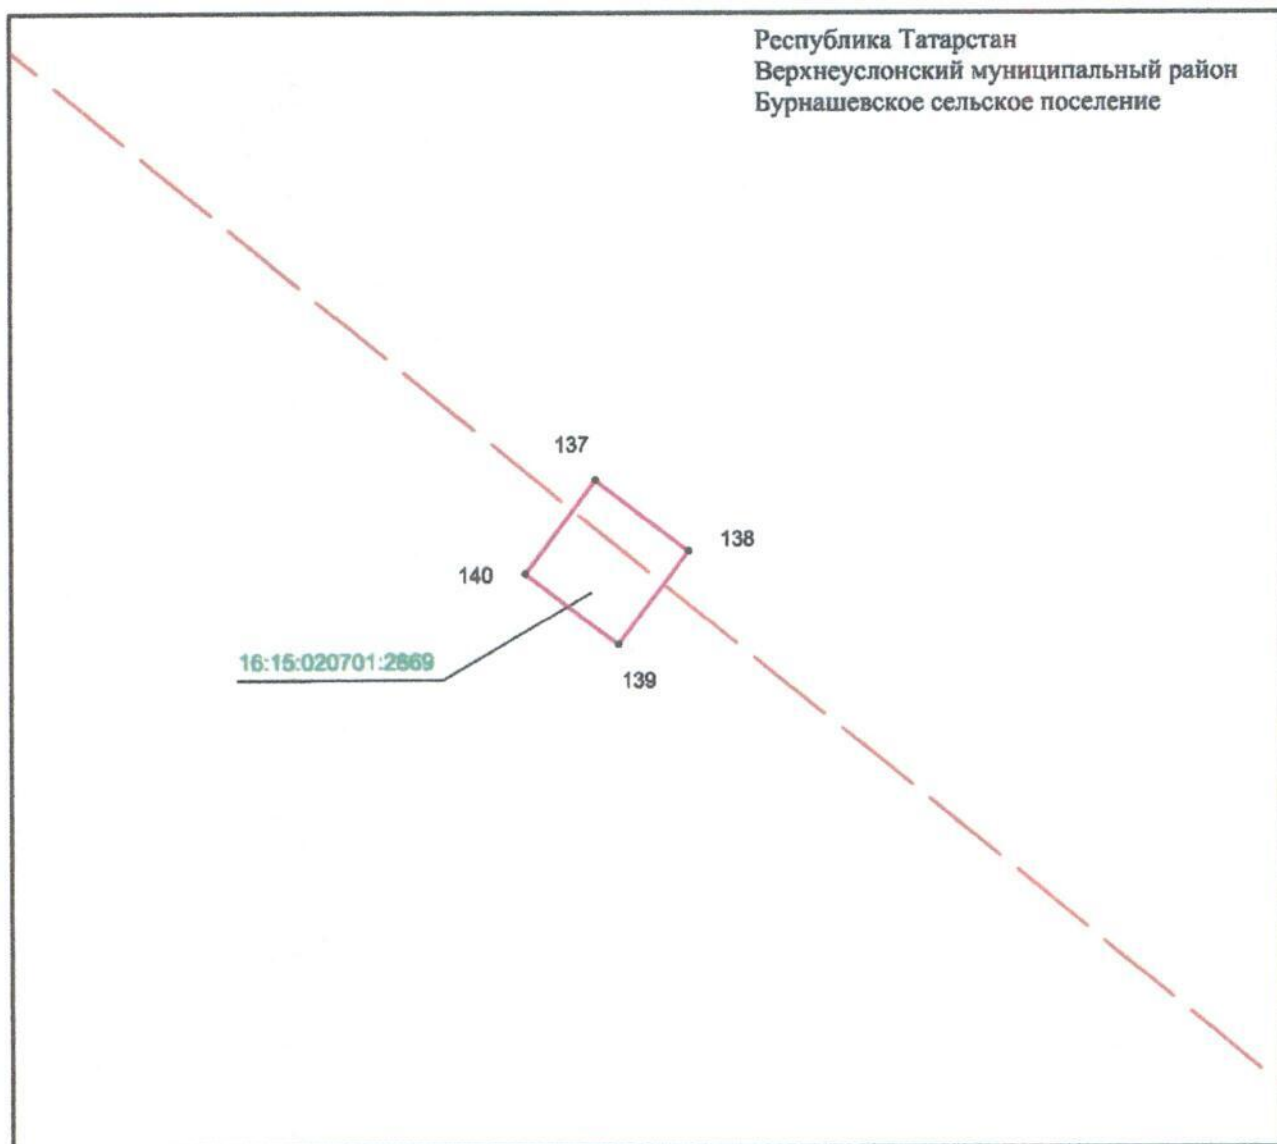 Республика Татарстан
Верхнеуслонский муниципальный район
Бурнашевское сельское поселение
137
138
140
16:15:020701:2869
139